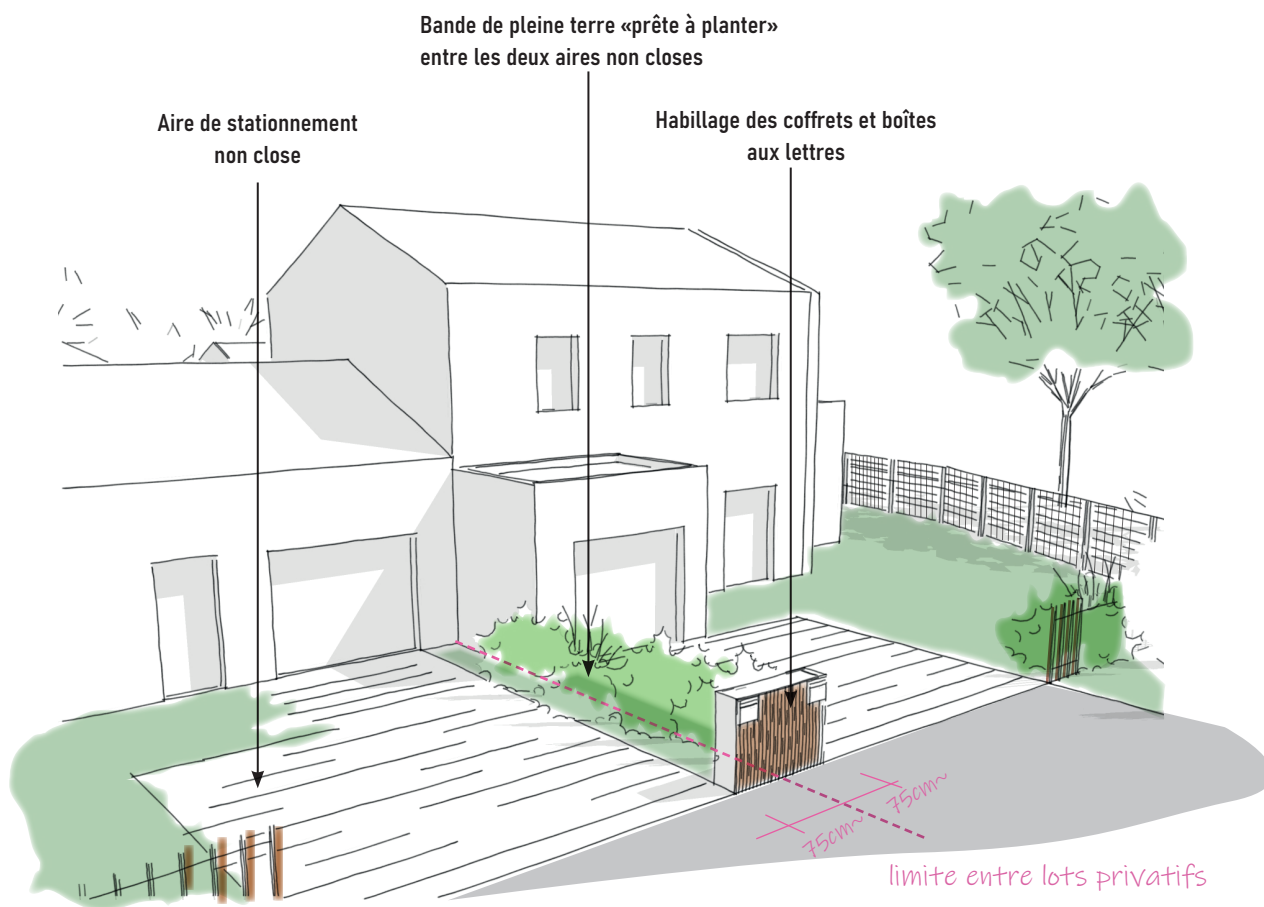 Bande de pleine terre «prête à planter»
entre les deux aires non closes
Aire de stationnement
non close
Habillage des coffrets et boîtes
aux lettres
75cm~
75cm~
limite entre lots privatifs